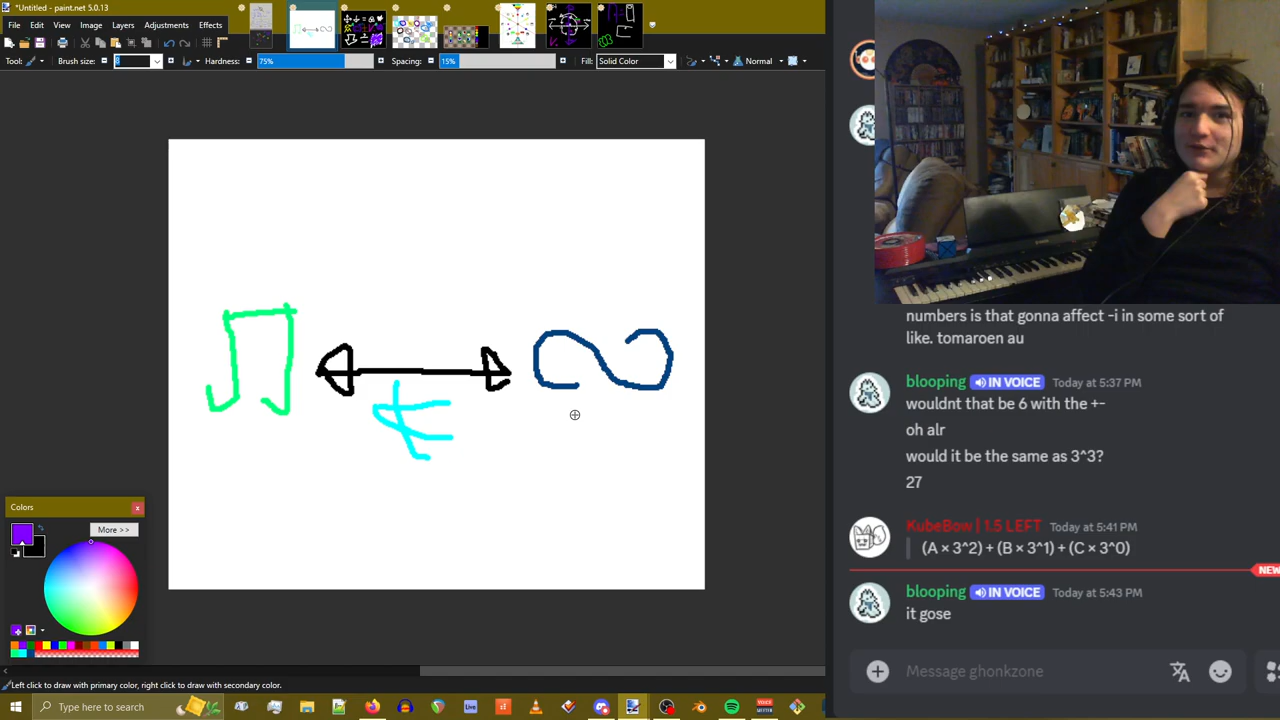 *Untitled - paint.net 5.0.13
File Edit View Image Layers Adjustments Effects
Tool: Brush size: Hardness: 75% Spacing: 15% Fill: Solid Color Normal
Colors
More >>
Left click to draw with primary color, right click to draw with secondary color.
Type here to search
Live
numbers is that gonna affect -i in some sort of
like. tomaroen au
blooping IN VOICE Today at 5:37 PM
wouldnt that be 6 with the +-
oh alr
would it be the same as 3^3?
27
KubeBow | 1.5 LEFT Today at 5:41 PM
(A × 3^2) + (B × 3^1) + (C × 3^0)
NEW
blooping IN VOICE Today at 5:43 PM
it gose
Message ghonkzone